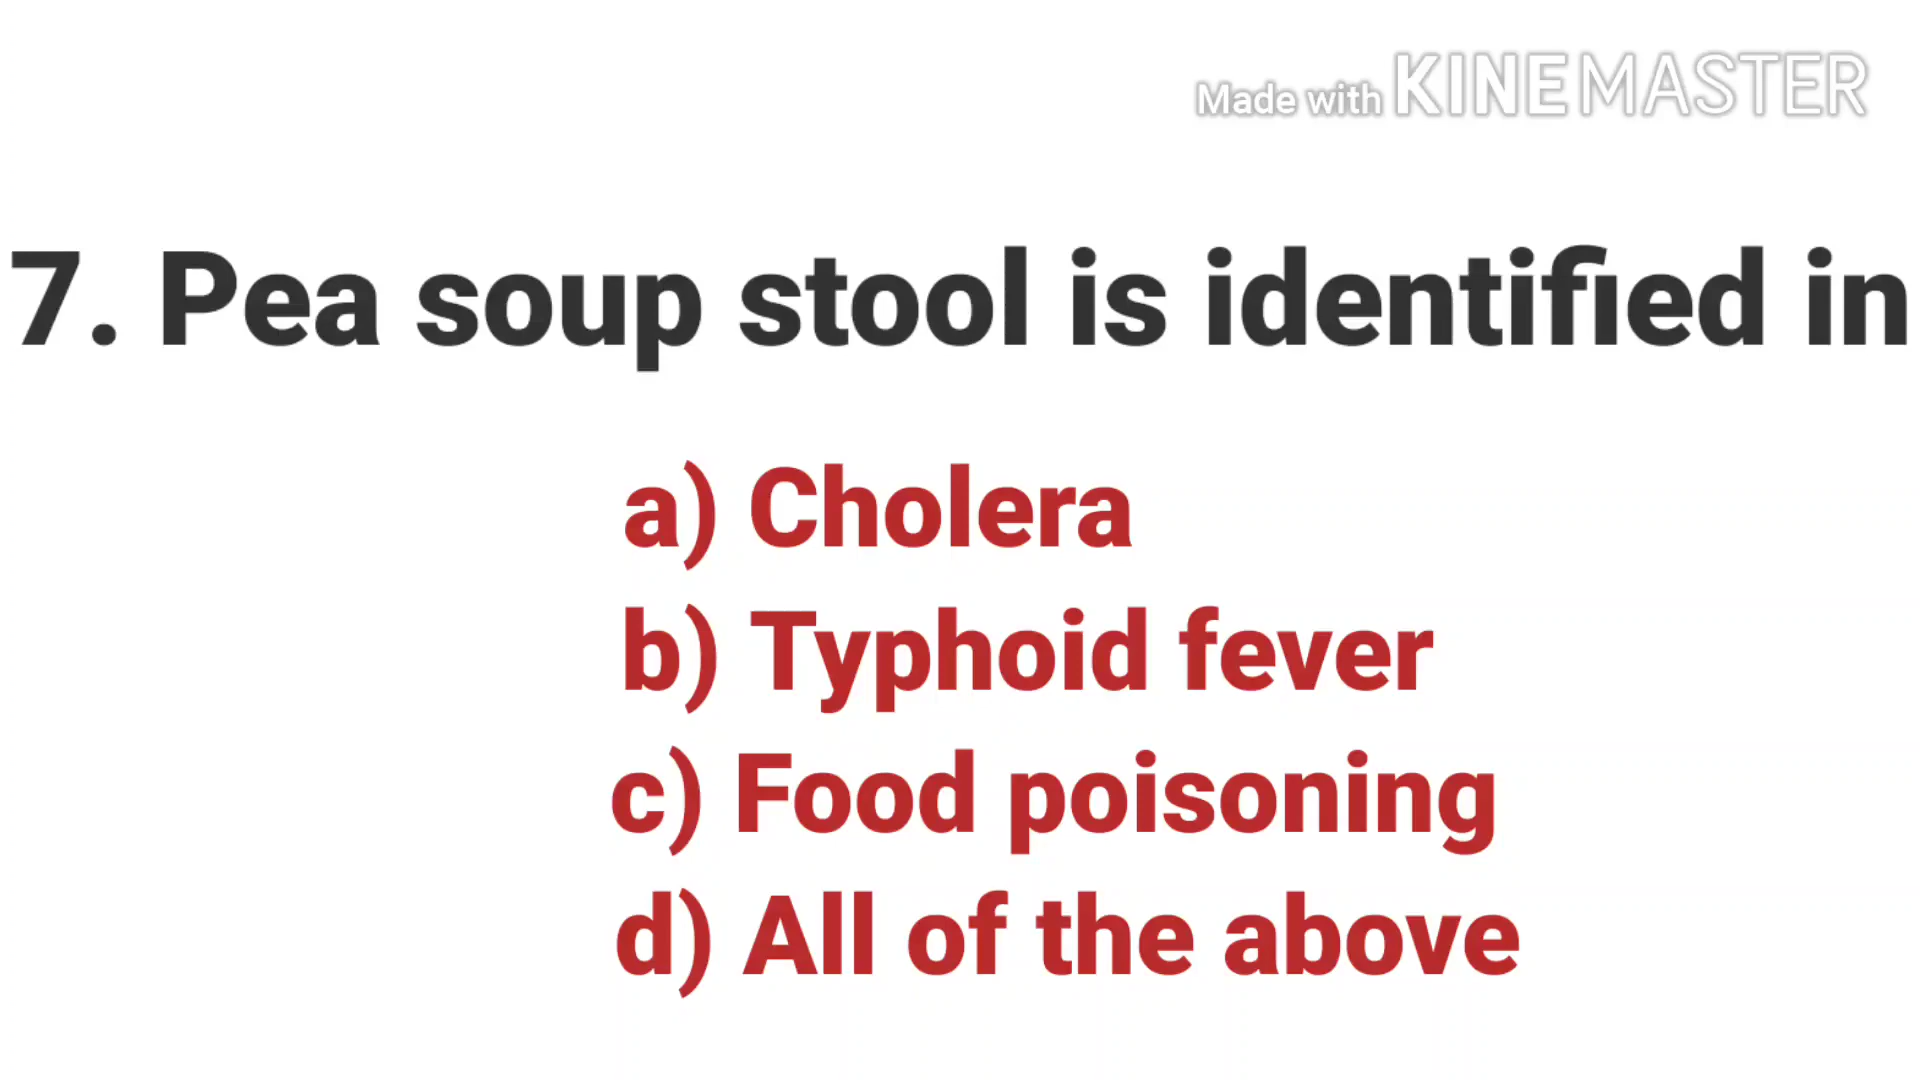 Made with KINEMASTER
7. Pea soup stool is identified in
a) Cholera
b) Typhoid fever
c) Food poisoning
d) All of the above